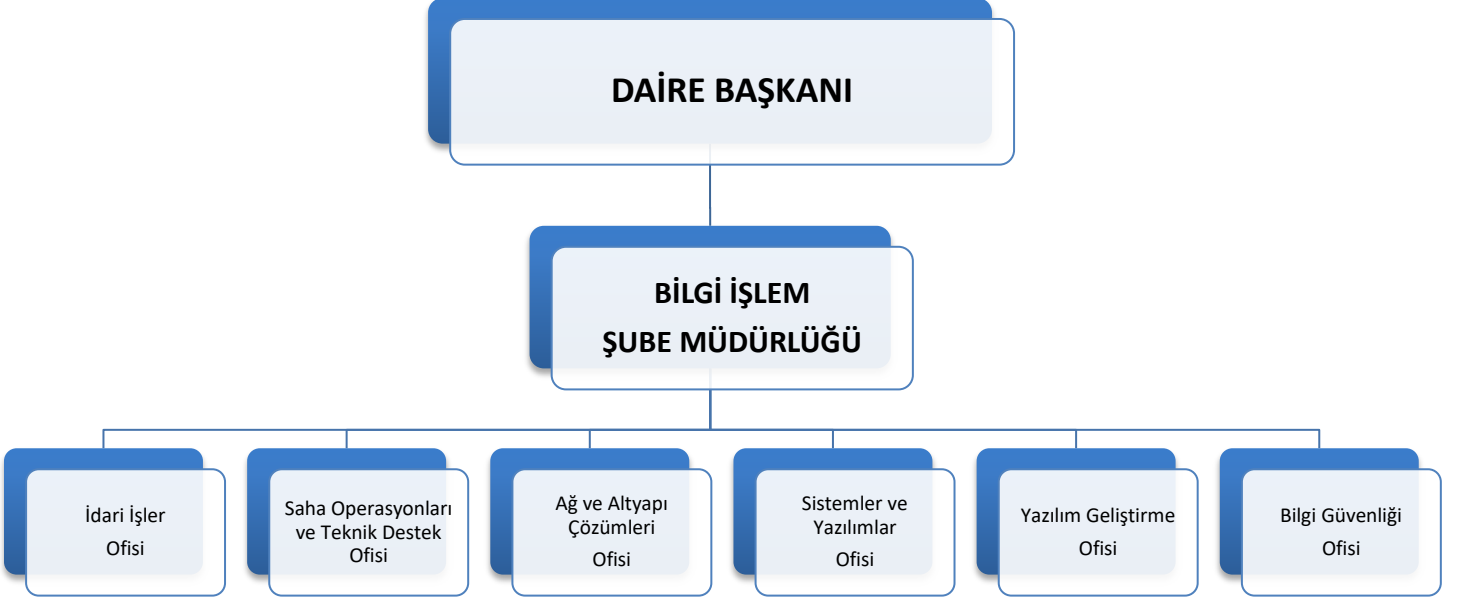 DAİRE BAŞKANI
BİLGİ İŞLEM
ŞUBE MÜDÜRLÜĞÜ
İdari İşler
Ofisi
Saha Operasyonları
ve Teknik Destek
Ofisi
Ağ ve Altyapı
Çözümleri
Ofisi
Sistemler ve
Yazılımlar
Ofisi
Yazılım Geliştirme
Ofisi
Bilgi Güvenliği
Ofisi